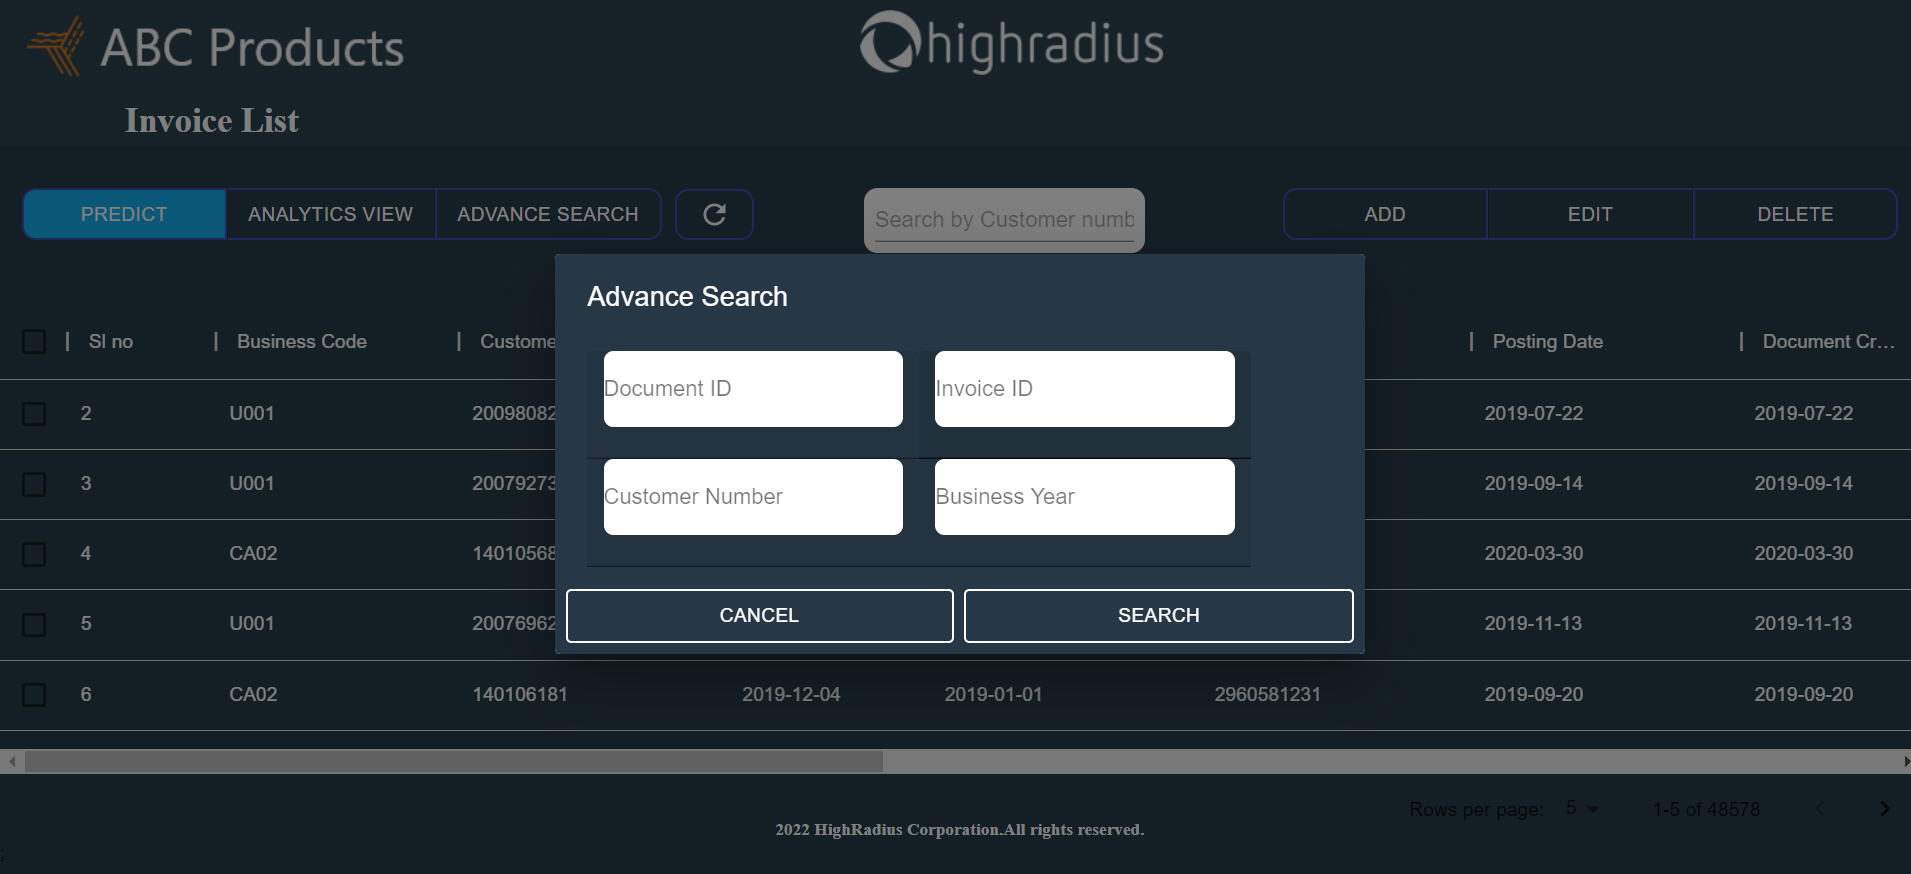 ABC Products
highradius
Invoice List
PREDICT ANALYTICS VIEW ADVANCE SEARCH
Search by Customer numb
ADD EDIT DELETE
Advance Search
Sl no Business Code Custome Posting Date Document Cr...
Document ID Invoice ID
2 U001 20098082 2019-07-22 2019-07-22
3 U001 20079273 2019-09-14 2019-09-14
Customer Number Business Year
4 CA02 14010568 2020-03-30 2020-03-30
5 U001 20076962 2019-11-13 2019-11-13
CANCEL SEARCH
6 CA02 140106181 2019-12-04 2019-01-01 2960581231 2019-09-20 2019-09-20
Rows per page: 5 1-5 of 48578
2022 HighRadius Corporation.All rights reserved.
;